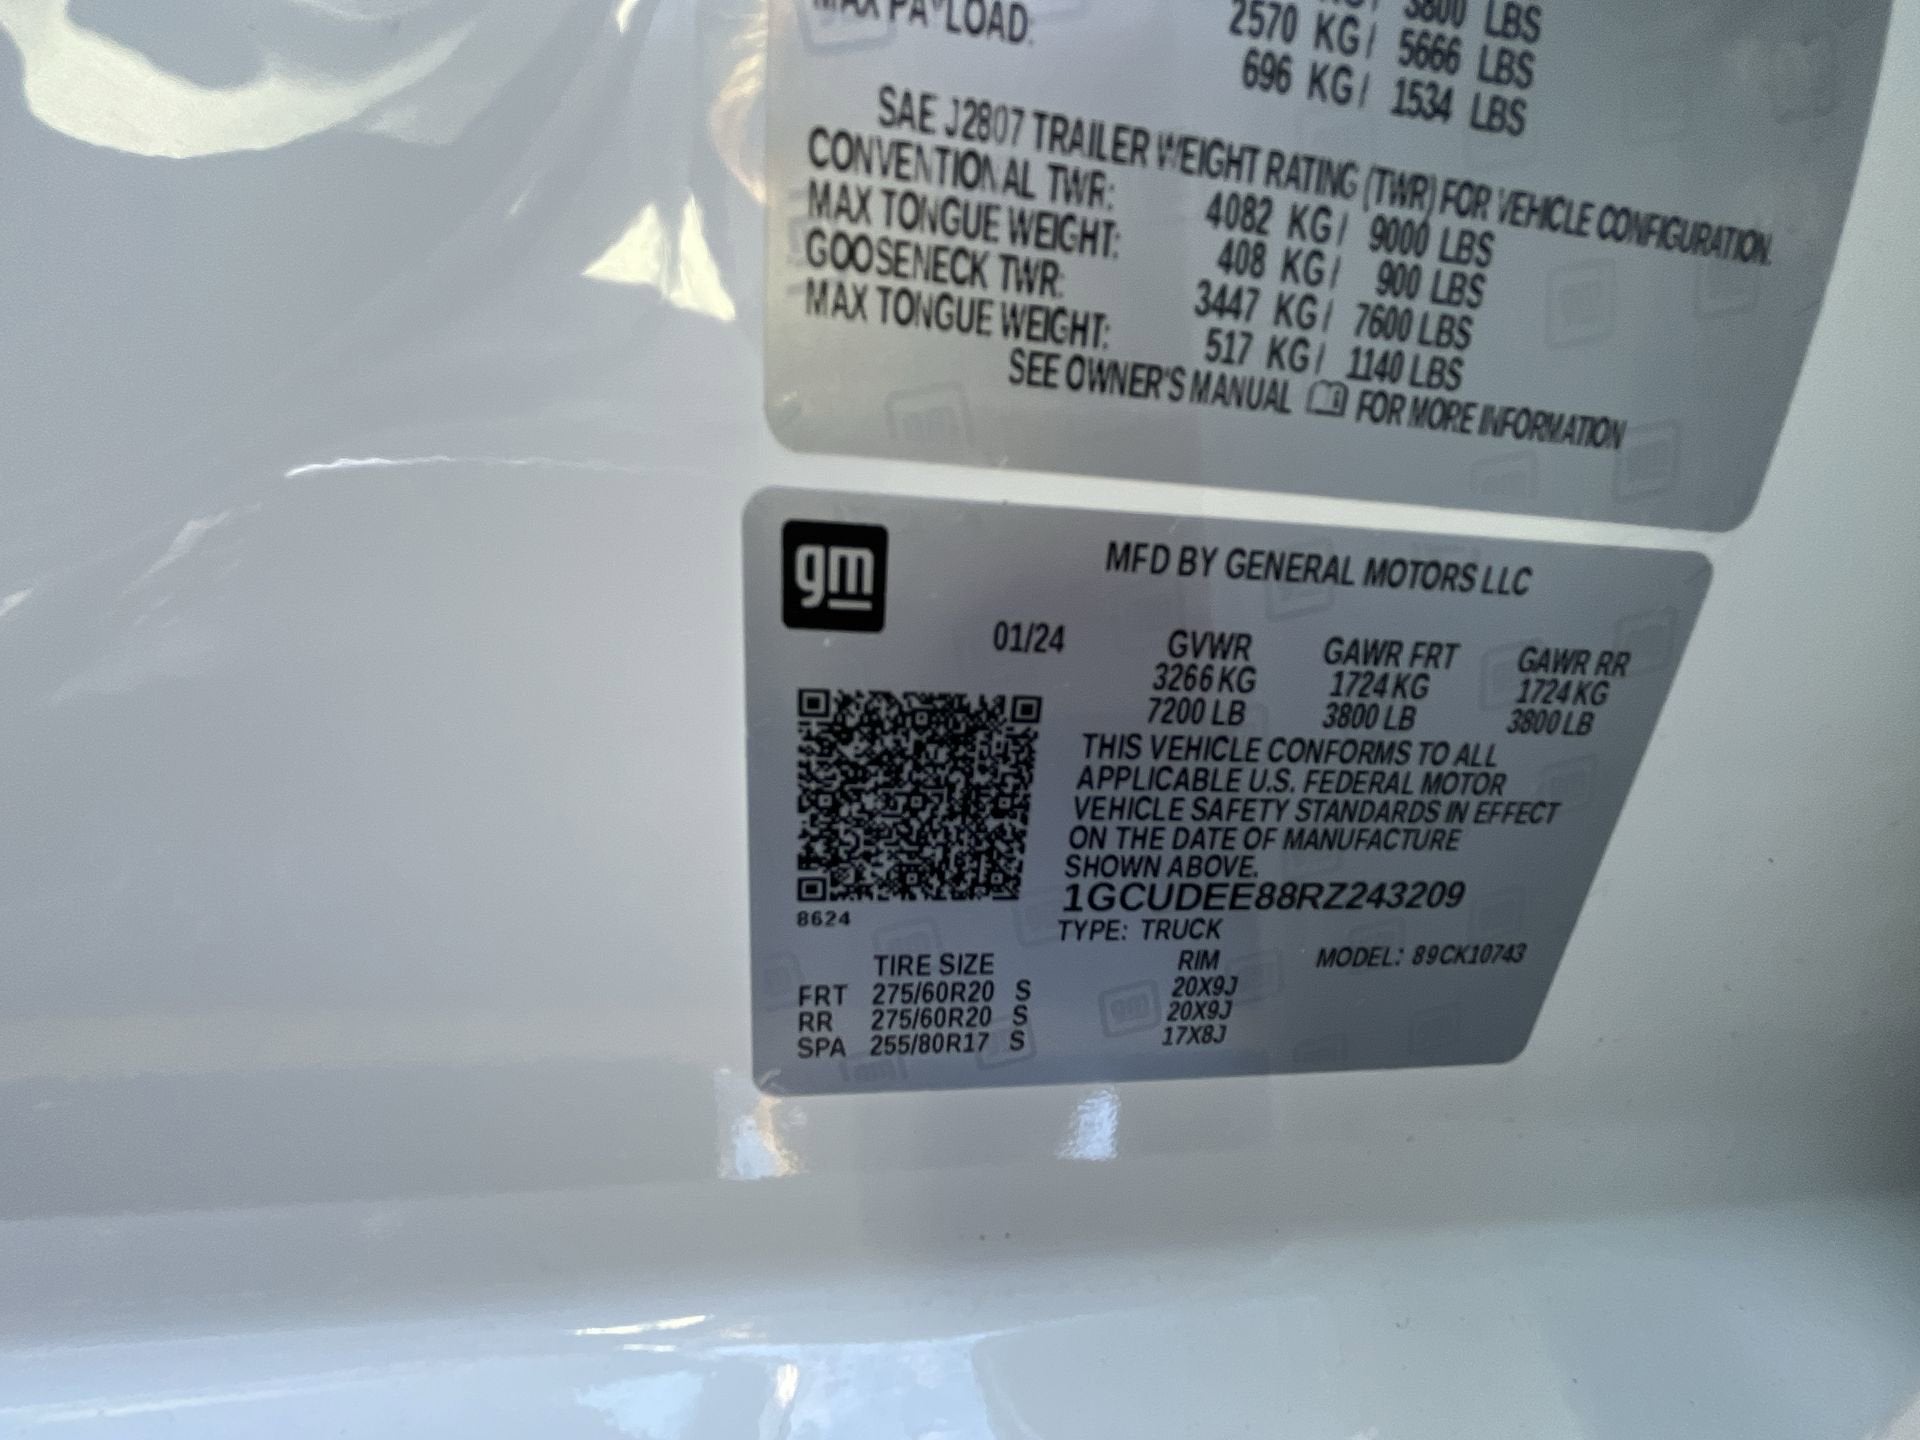 3800 LBS
MAX PAYLOAD: 2570 KG/ 5666 LBS
696 KG/ 1534 LBS
SAE J2807 TRAILER WEIGHT RATING (TWR) FOR VEHICLE CONFIGURATION.
CONVENTIONAL TWR: 4082 KG/ 9000 LBS
MAX TONGUE WEIGHT: 408 KG/ 900 LBS
GOOSENECK TWR: 3447 KG/ 7600 LBS
MAX TONGUE WEIGHT: 517 KG/ 1140 LBS
SEE OWNER'S MANUAL FOR MORE INFORMATION
gm
MFD BY GENERAL MOTORS LLC
01/24 GVWR GAWR FRT GAWR RR
3266 KG 1724 KG 1724 KG
7200 LB 3800 LB 3800 LB
THIS VEHICLE CONFORMS TO ALL
APPLICABLE U.S. FEDERAL MOTOR
VEHICLE SAFETY STANDARDS IN EFFECT
ON THE DATE OF MANUFACTURE
SHOWN ABOVE.
1GCUDEE88RZ243209
8624
TYPE: TRUCK
MODEL: 89CK10743
TIRE SIZE RIM
FRT 275/60R20 S 20X9J
RR 275/60R20 S 20X9J
SPA 255/80R17 S 17X8J